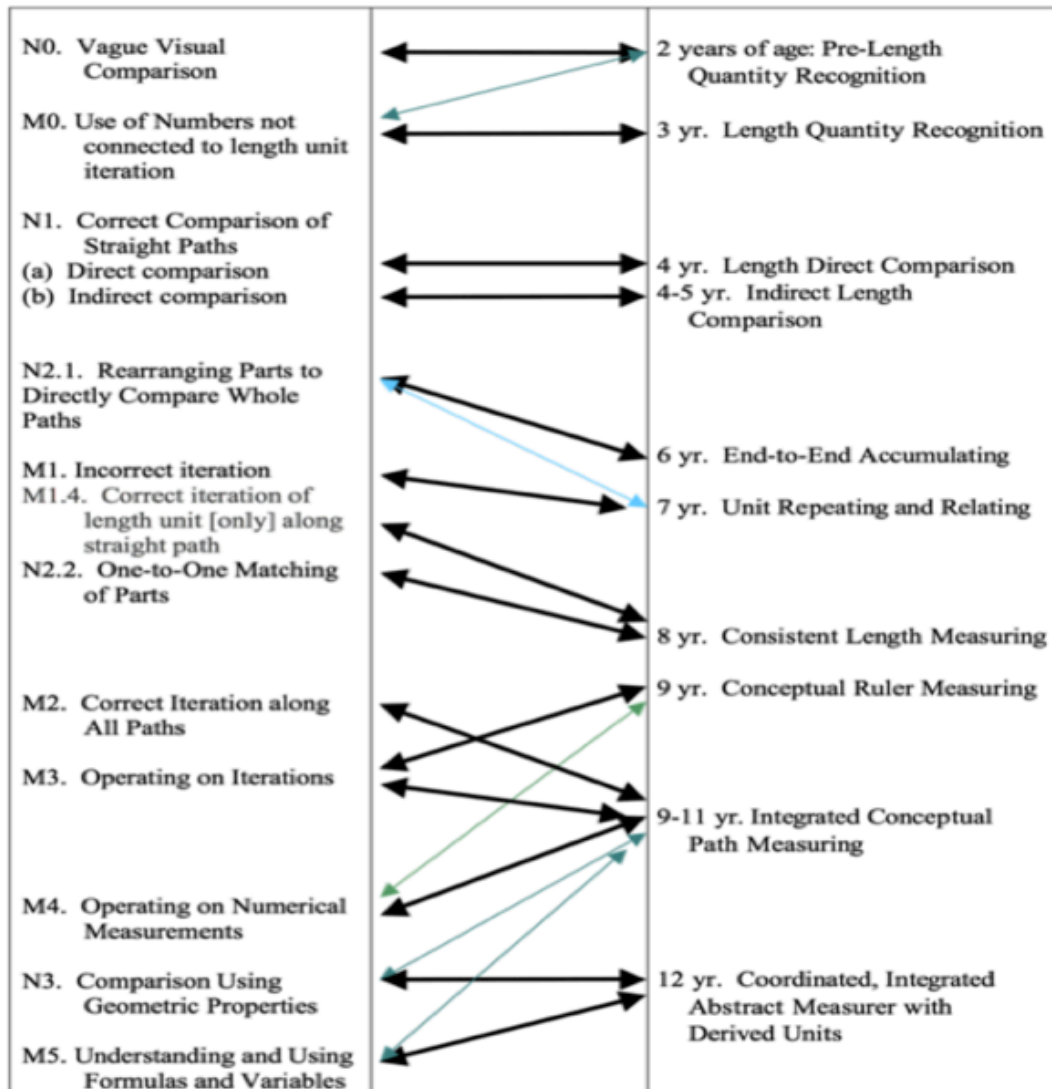 N0. Vague Visual
Comparison
M0. Use of Numbers not
connected to length unit
iteration
N1. Correct Comparison of
Straight Paths
(a) Direct comparison
(b) Indirect comparison
N2.1. Rearranging Parts to
Directly Compare Whole
Paths
M1. Incorrect iteration
M1.4. Correct iteration of
length unit [only] along
straight path
N2.2. One-to-One Matching
of Parts
M2. Correct Iteration along
All Paths
M3. Operating on Iterations
M4. Operating on Numerical
Measurements
N3. Comparison Using
Geometric Properties
M5. Understanding and Using
Formulas and Variables
2 years of age: Pre-Length
Quantity Recognition
3 yr. Length Quantity Recognition
4 yr. Length Direct Comparison
4-5 yr. Indirect Length
Comparison
6 yr. End-to-End Accumulating
7 yr. Unit Repeating and Relating
8 yr. Consistent Length Measuring
9 yr. Conceptual Ruler Measuring
9-11 yr. Integrated Conceptual
Path Measuring
12 yr. Coordinated, Integrated
Abstract Measurer with
Derived Units